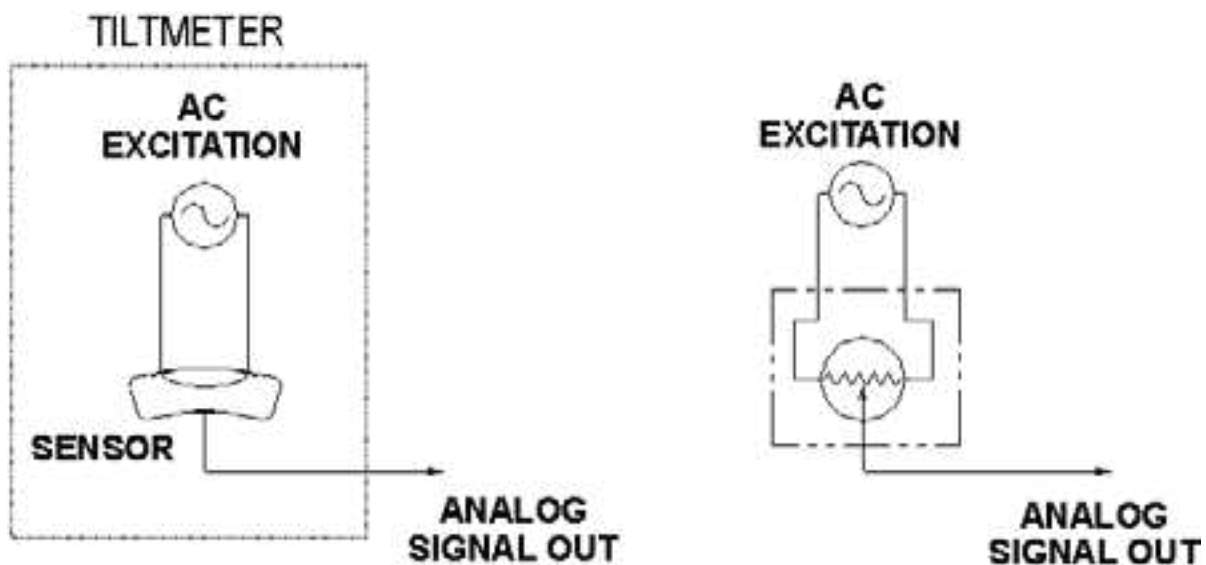 TILTMETER
AC
EXCITATION
SENSOR
ANALOG
SIGNAL OUT
AC
EXCITATION
ANALOG
SIGNAL OUT